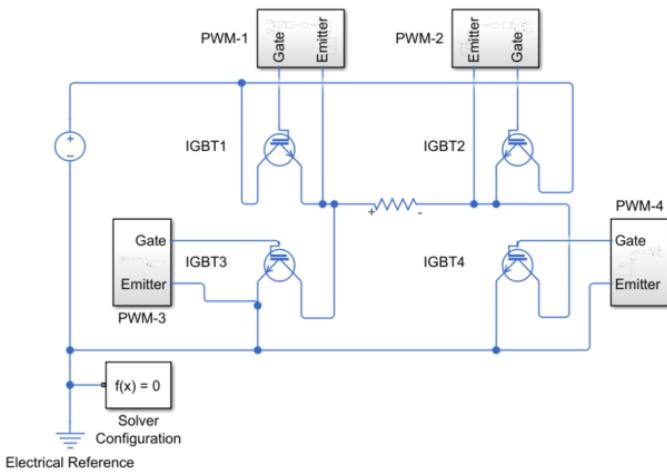 PWM-1
Gate
Emitter
PWM-2
Emitter
Gate
+
−
IGBT1
IGBT2
+
-
PWM-4
Gate
Emitter
IGBT3
Gate
Emitter
IGBT4
PWM-3
f(x) = 0
Solver
Configuration
Electrical Reference